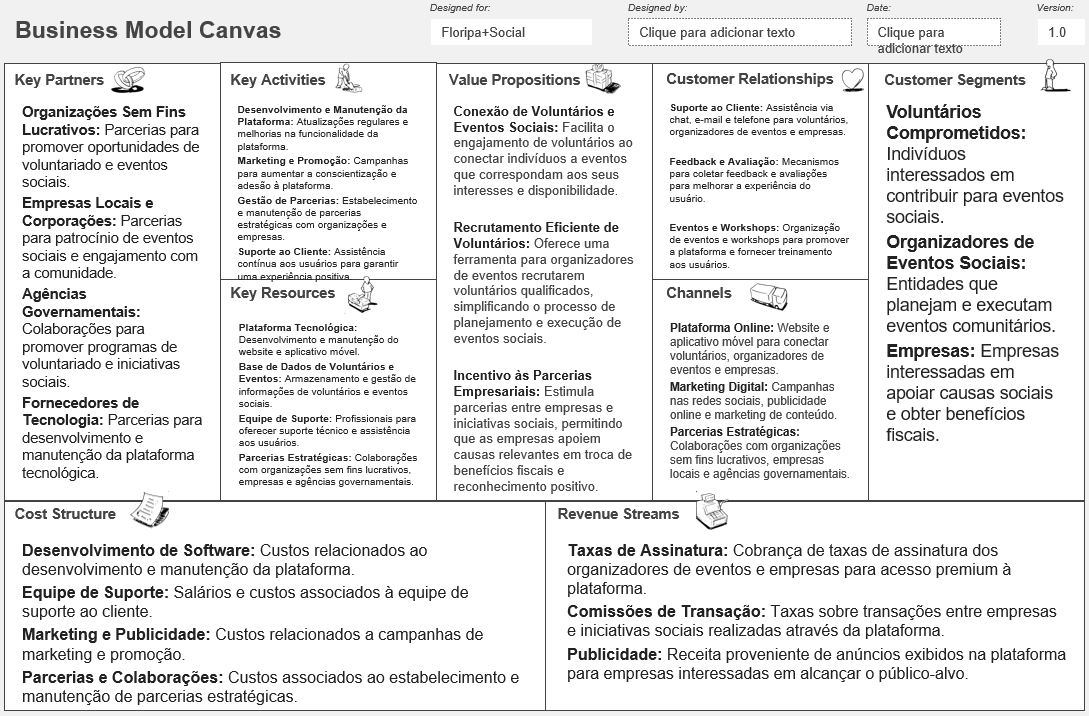 Business Model Canvas
Designed for:
Floripa+Social
Designed by:
Clique para adicionar texto
Date:
Clique para
adicionar texto
Version:
1.0
Key Partners
Organizações Sem Fins
Lucrativos: Parcerias para
promover oportunidades de
voluntariado e eventos
sociais.
Empresas Locais e
Corporações: Parcerias
para patrocínio de eventos
sociais e engajamento com
a comunidade.
Agências
Governamentais:
Colaborações para
promover programas de
voluntariado e iniciativas
sociais.
Fornecedores de
Tecnologia: Parcerias para
desenvolvimento e
manutenção da plataforma
tecnológica.
Key Activities
Desenvolvimento e Manutenção da
Plataforma: Atualizações regulares e
melhorias na funcionalidade da
plataforma.
Marketing e Promoção: Campanhas
para aumentar a conscientização e
adesão à plataforma.
Gestão de Parcerias: Estabelecimento
e manutenção de parcerias
estratégicas com organizações e
empresas.
Suporte ao Cliente: Assistência
contínua aos usuários para garantir
uma experiência positiva.
Key Resources
Plataforma Tecnológica:
Desenvolvimento e manutenção do
website e aplicativo móvel.
Base de Dados de Voluntários e
Eventos: Armazenamento e gestão de
informações de voluntários e eventos
sociais.
Equipe de Suporte: Profissionais para
oferecer suporte técnico e assistência
aos usuários.
Parcerias Estratégicas: Colaborações
com organizações sem fins lucrativos,
empresas e agências governamentais.
Value Propositions
Conexão de Voluntários e
Eventos Sociais: Facilita o
engajamento de voluntários ao
conectar indivíduos a eventos
que correspondam aos seus
interesses e disponibilidade.
Recrutamento Eficiente de
Voluntários: Oferece uma
ferramenta para organizadores
de eventos recrutarem
voluntários qualificados,
simplificando o processo de
planejamento e execução de
eventos sociais.
Incentivo às Parcerias
Empresariais: Estimula
parcerias entre empresas e
iniciativas sociais, permitindo
que as empresas apoiem
causas relevantes em troca de
benefícios fiscais e
reconhecimento positivo.
Customer Relationships
Suporte ao Cliente: Assistência via
chat, e-mail e telefone para voluntários,
organizadores de eventos e empresas.
Feedback e Avaliação: Mecanismos
para coletar feedback e avaliações
para melhorar a experiência do
usuário.
Eventos e Workshops: Organização
de eventos e workshops para promover
a plataforma e fornecer treinamento
aos usuários.
Channels
Plataforma Online: Website e
aplicativo móvel para conectar
voluntários, organizadores de
eventos e empresas.
Marketing Digital: Campanhas
nas redes sociais, publicidade
online e marketing de conteúdo.
Parcerias Estratégicas:
Colaborações com organizações
sem fins lucrativos, empresas
locais e agências governamentais.
Customer Segments
Voluntários
Comprometidos:
Indivíduos
interessados em
contribuir para eventos
sociais.
Organizadores de
Eventos Sociais:
Entidades que
planejam e executam
eventos comunitários.
Empresas: Empresas
interessadas em
apoiar causas sociais
e obter benefícios
fiscais.
Cost Structure
Desenvolvimento de Software: Custos relacionados ao
desenvolvimento e manutenção da plataforma.
Equipe de Suporte: Salários e custos associados à equipe de
suporte ao cliente.
Marketing e Publicidade: Custos relacionados a campanhas de
marketing e promoção.
Parcerias e Colaborações: Custos associados ao estabelecimento e
manutenção de parcerias estratégicas.
Revenue Streams
Taxas de Assinatura: Cobrança de taxas de assinatura dos
organizadores de eventos e empresas para acesso premium à
plataforma.
Comissões de Transação: Taxas sobre transações entre empresas
e iniciativas sociais realizadas através da plataforma.
Publicidade: Receita proveniente de anúncios exibidos na plataforma
para empresas interessadas em alcançar o público-alvo.